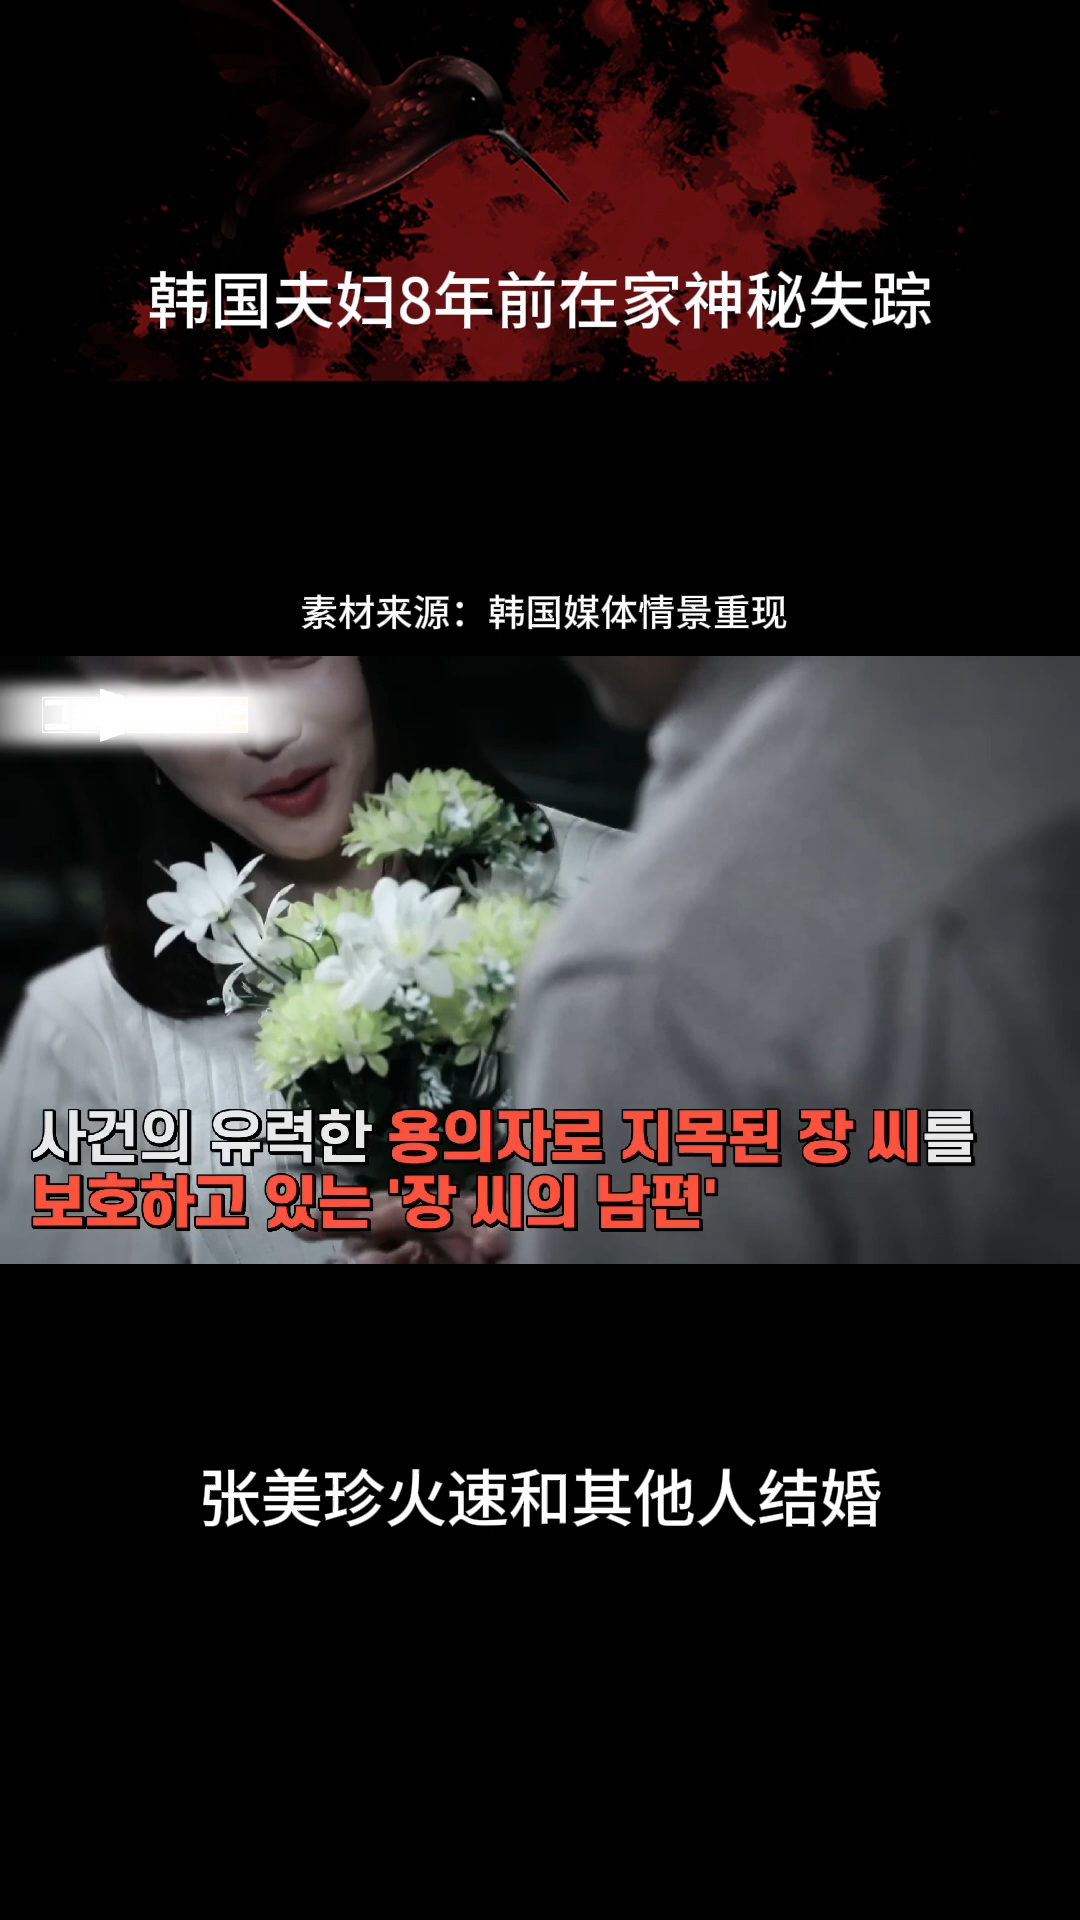 韩国夫妇8年前在家神秘失踪
素材来源：韩国媒体情景重现
사건의 유력한 용의자로 지목된 장 씨를
보호하고 있는 '장 씨의 남편'
张美珍火速和其他人结婚